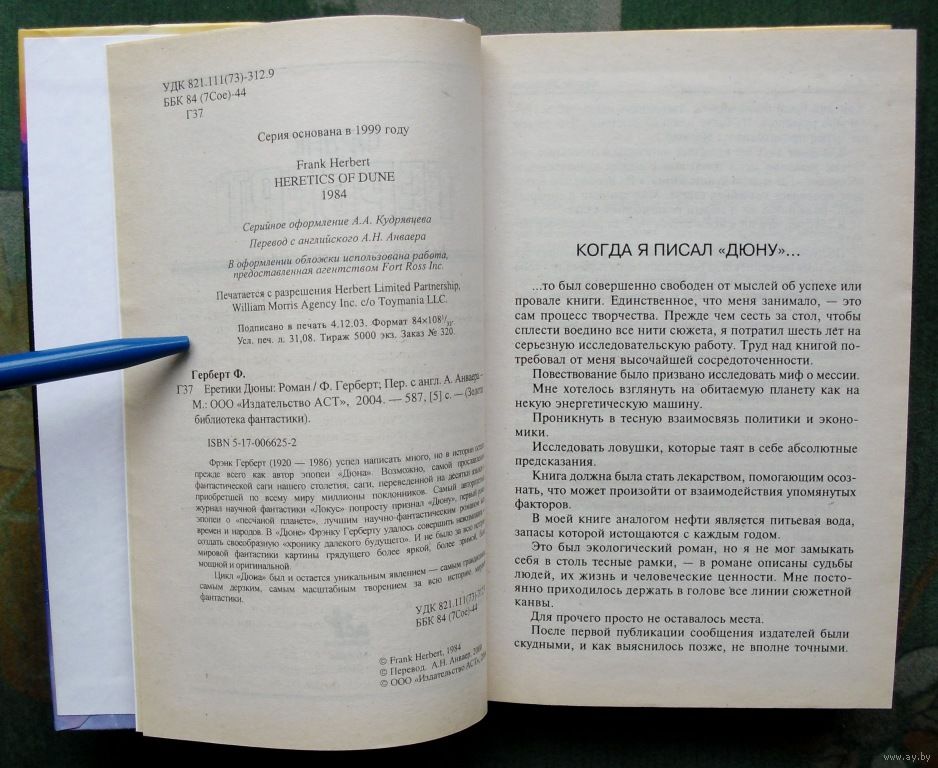 УДК 821.111(73)-312.9
ББК 84 (7Сое)-44
Г37
Серия основана в 1999 году
Frank Herbert
HERETICS OF DUNE
1984
Серийное оформление А.А. Кудрявцева
Перевод с английского А.Н. Анваера
В оформлении обложки использована работа,
предоставленная агентством Fort Ross Inc.
Печатается с разрешения Herbert Limited Partnership,
William Morris Agency Inc. c/o Toymania LLC.
Подписано в печать 4.12.03. Формат 84×108¹/₃₂.
Усл. печ. л. 31,08. Тираж 5000 экз. Заказ № 320.
Герберт Ф.
Г37 Еретики Дюны: Роман / Ф. Герберт; Пер. с англ. А. Анваера. –
М.: ООО «Издательство АСТ», 2004. — 587, [5] с. — (Золотая
библиотека фантастики).
ISBN 5-17-006625-2
Фрэнк Герберт (1920 — 1986) успел написать много, но в истории
прежде всего как автор эпопеи «Дюна». Возможно, самой
фантастической саги нашего столетия, саги, переведенной на десятки
приобретшей по всему миру миллионы поклонников. Самый
журнал научной фантастики «Локус» попросту признал «Дюну», первый
эпопеи о «песчаной планете», лучшим научно-фантастическим романом
времен и народов. В «Дюне» Фрэнку Герберту удалось совершить
создать своеобразную «хронику далекого будущего». И не было за всю
мировой фантастики картины грядущего более яркой, более зримой,
мощной и оригинальной.
Цикл «Дюна» был и остается уникальным явлением — самым
самым дерзким, самым масштабным творением за всю историю
фантастики.
УДК 821.111(73)
ББК 84 (7Сое)-44
© Frank Herbert, 1984
© Перевод. А.Н. Анваер,
© ООО «Издательство АСТ»,
КОГДА Я ПИСАЛ «ДЮНУ»...
...то был совершенно свободен от мыслей об успехе или
провале книги. Единственное, что меня занимало, — это
сам процесс творчества. Прежде чем сесть за стол, чтобы
сплести воедино все нити сюжета, я потратил шесть лет на
серьезную исследовательскую работу. Труд над книгой по-
требовал от меня высочайшей сосредоточенности.
Повествование было призвано исследовать миф о мессии.
Мне хотелось взглянуть на обитаемую планету как на
некую энергетическую машину.
Проникнуть в тесную взаимосвязь политики и эконо-
мики.
Исследовать ловушки, которые таят в себе абсолютные
предсказания.
Книга должна была стать лекарством, помогающим осоз-
нать, что может произойти от взаимодействия упомянутых
факторов.
В моей книге аналогом нефти является питьевая вода,
запасы которой истощаются с каждым годом.
Это был экологический роман, но я не мог замыкать
себя в столь тесные рамки, — в романе описаны судьбы
людей, их жизнь и человеческие ценности. Мне посто-
янно приходилось держать в голове все линии сюжетной
канвы.
Для прочего просто не оставалось места.
После первой публикации сообщения издателей были
скудными, и как выяснилось позже, не вполне точными.
www.ay.by